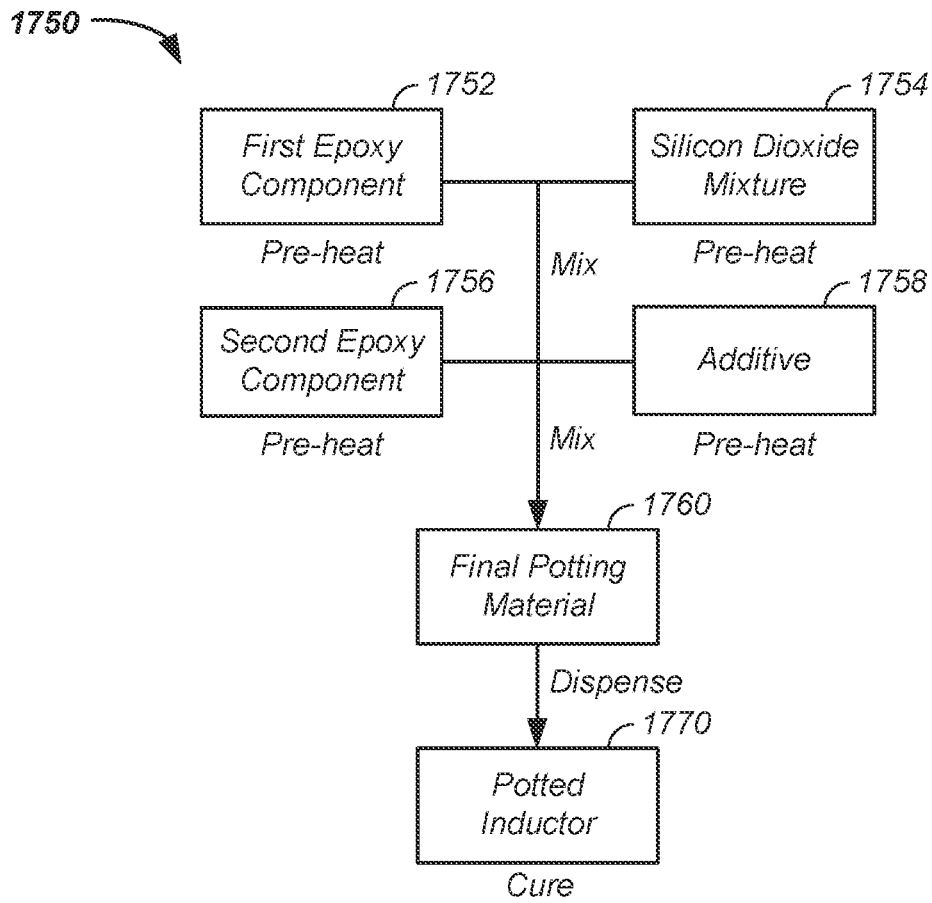 1750
1752
First Epoxy
Component
Pre-heat
1754
Silicon Dioxide
Mixture
Pre-heat
Mix
1756
Second Epoxy
Component
Pre-heat
1758
Additive
Pre-heat
Mix
1760
Final Potting
Material
Dispense
1770
Potted
Inductor
Cure